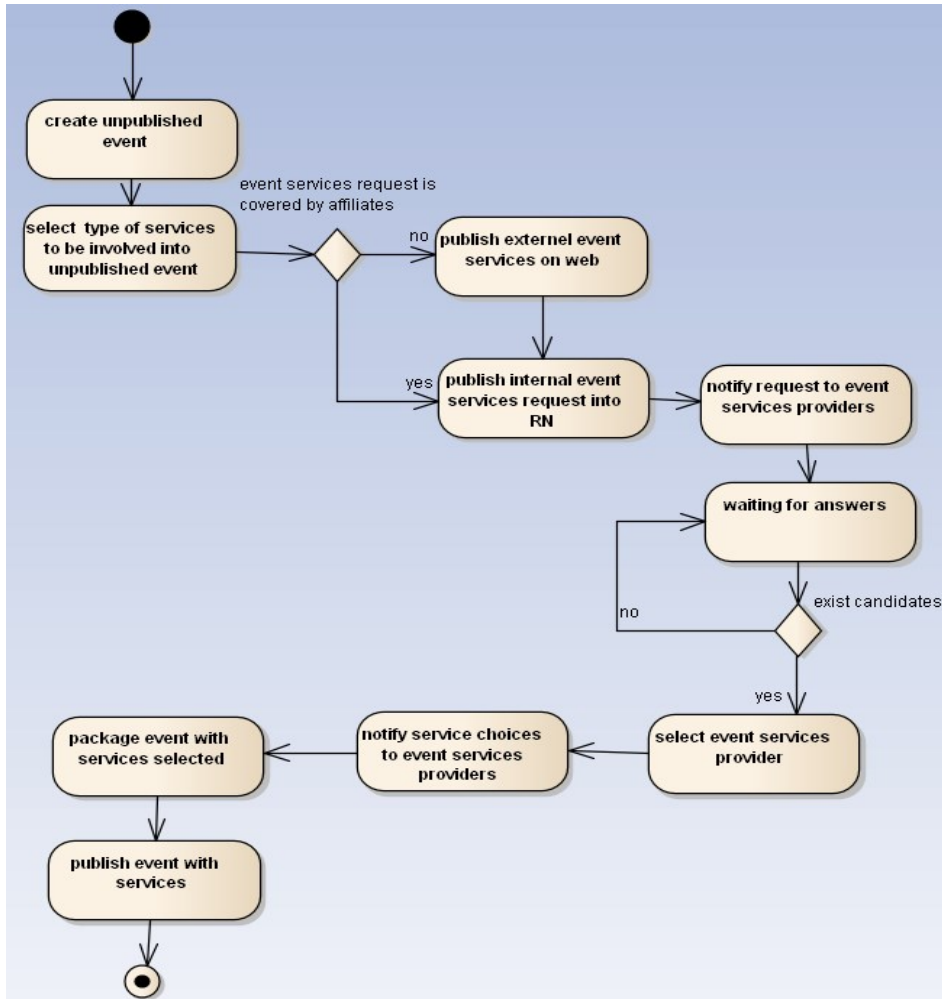 create unpublished
event
event services request is
covered by affiliates
select type of services
to be involved into
unpublished event
no
publish externel event
services on web
yes
publish internal event
services request into
RN
notify request to event
services providers
waiting for answers
exist candidates
no
yes
select event services
provider
notify service choices
to event services
providers
package event with
services selected
publish event with
services